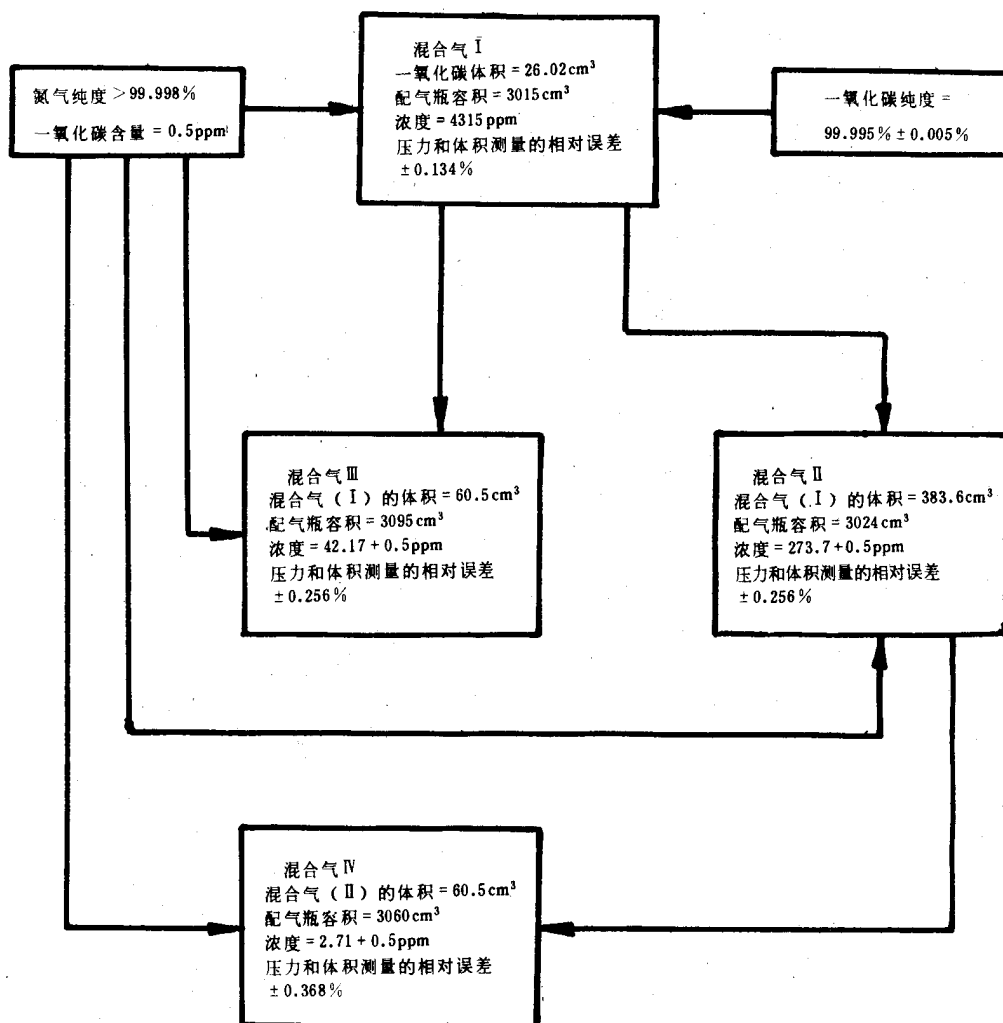 氮气纯度>99.998%
一氧化碳含量=0.5ppm
混合气Ⅰ
一氧化碳体积=26.02cm³
配气瓶容积=3015cm³
浓度=4315ppm
压力和体积测量的相对误差
±0.134%
一氧化碳纯度=
99.995%±0.005%
混合气Ⅲ
混合气(Ⅰ)的体积=60.5cm³
配气瓶容积=3095cm³
浓度=42.17+0.5ppm
压力和体积测量的相对误差
±0.256%
混合气Ⅱ
混合气(Ⅰ)的体积=383.6cm³
配气瓶容积=3024cm³
浓度=273.7+0.5ppm
压力和体积测量的相对误差
±0.256%
混合气Ⅳ
混合气(Ⅱ)的体积=60.5cm³
配气瓶容积=3060cm³
浓度=2.71+0.5ppm
压力和体积测量的相对误差
±0.368%